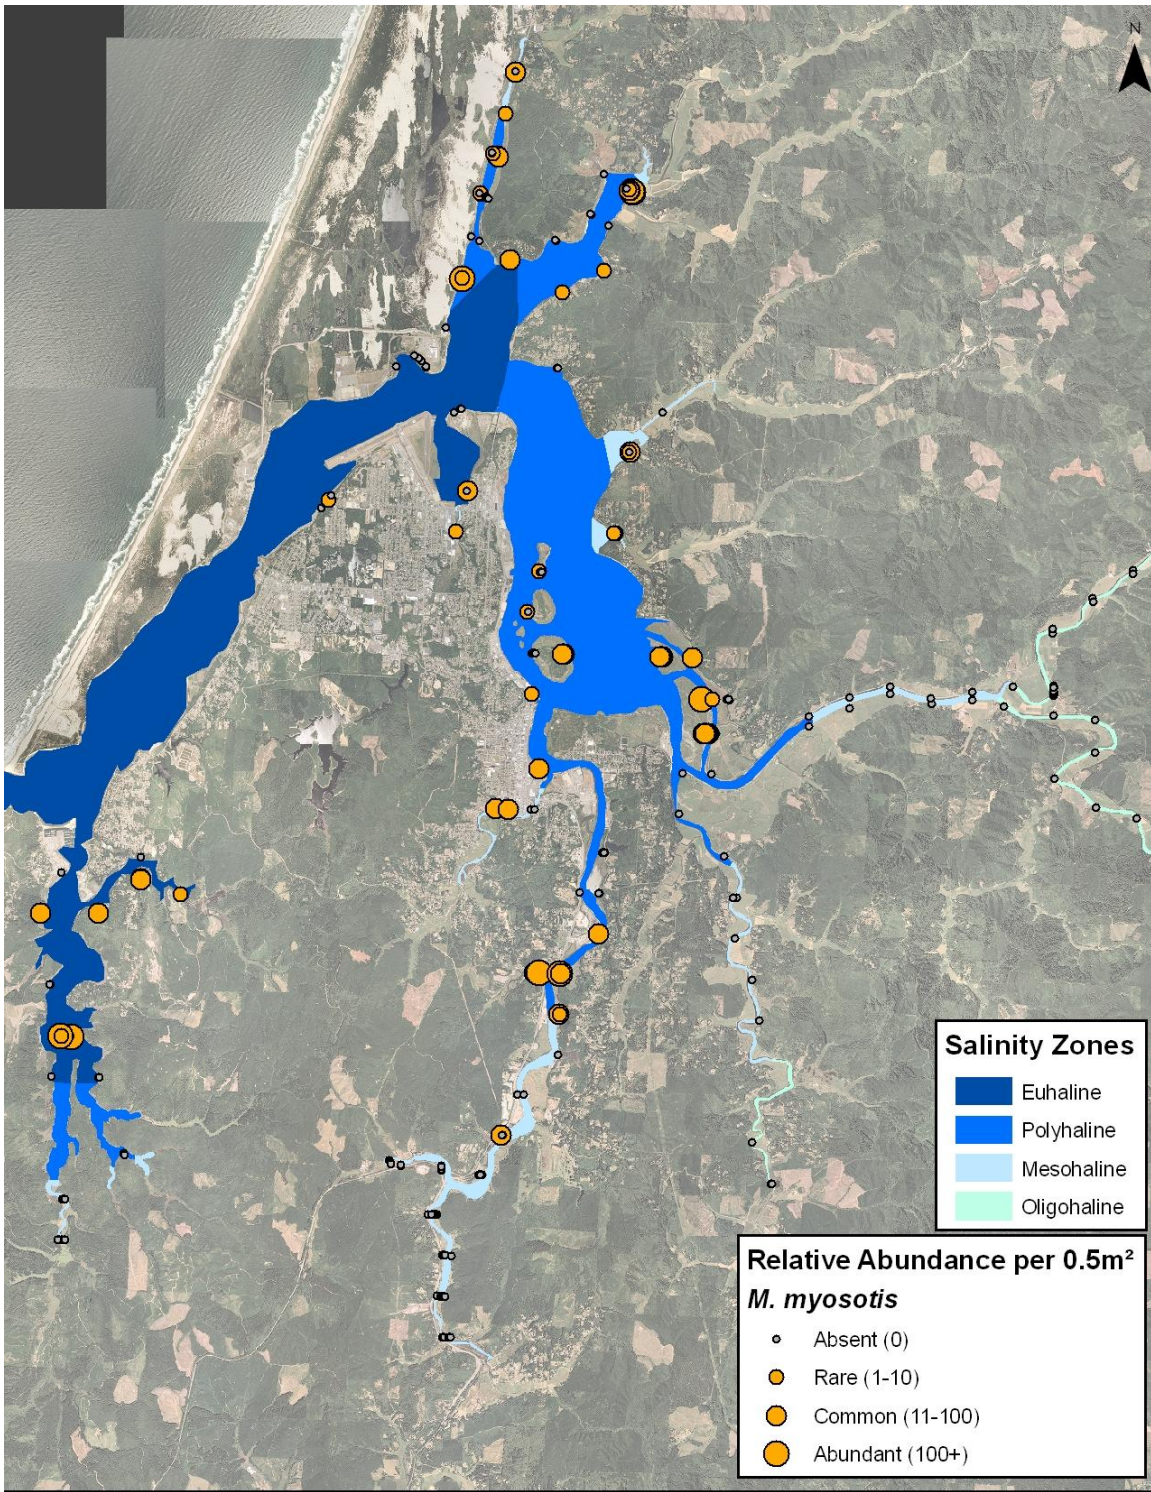 N
Salinity Zones
Euhaline
Polyhaline
Mesohaline
Oligohaline
Relative Abundance per 0.5m²
M. myosotis
Absent (0)
Rare (1-10)
Common (11-100)
Abundant (100+)